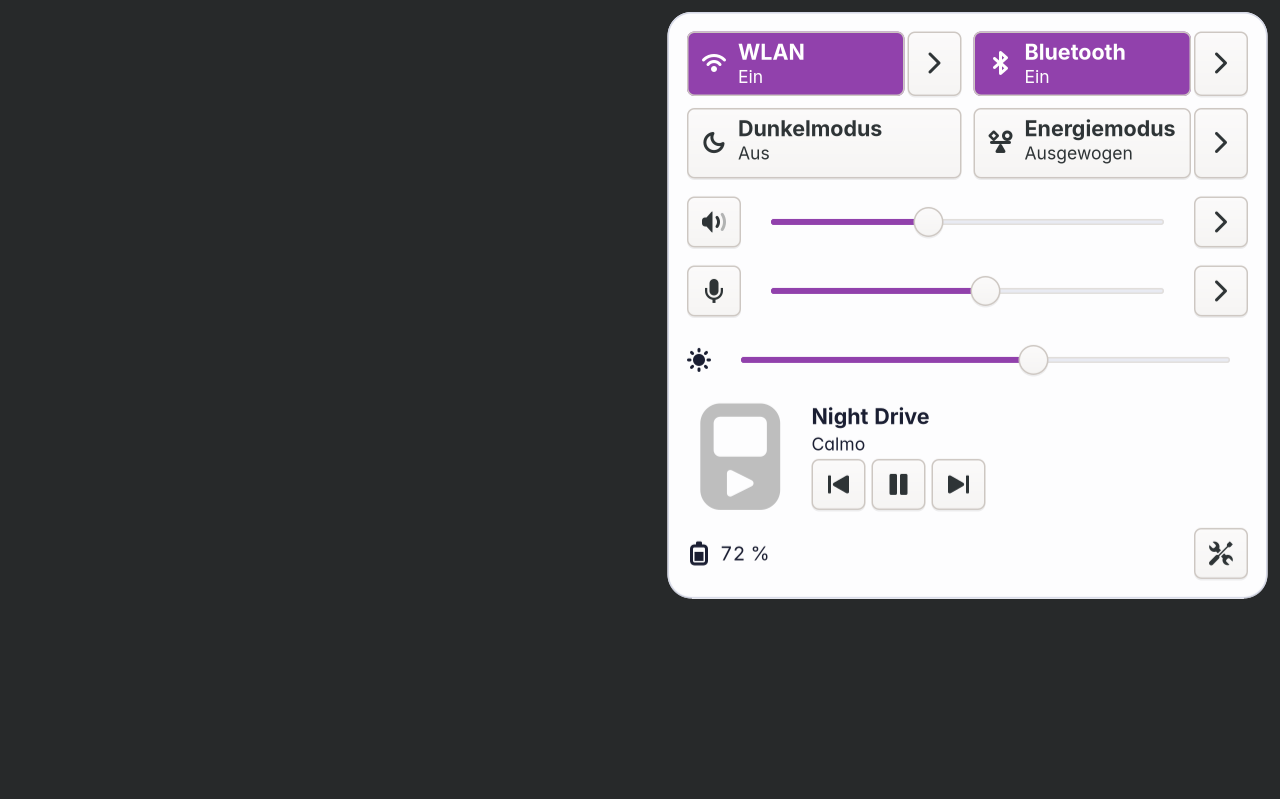 WLAN
Ein
Bluetooth
Ein
Dunkelmodus
Aus
Energiemodus
Ausgewogen
Night Drive
Calmo
72 %